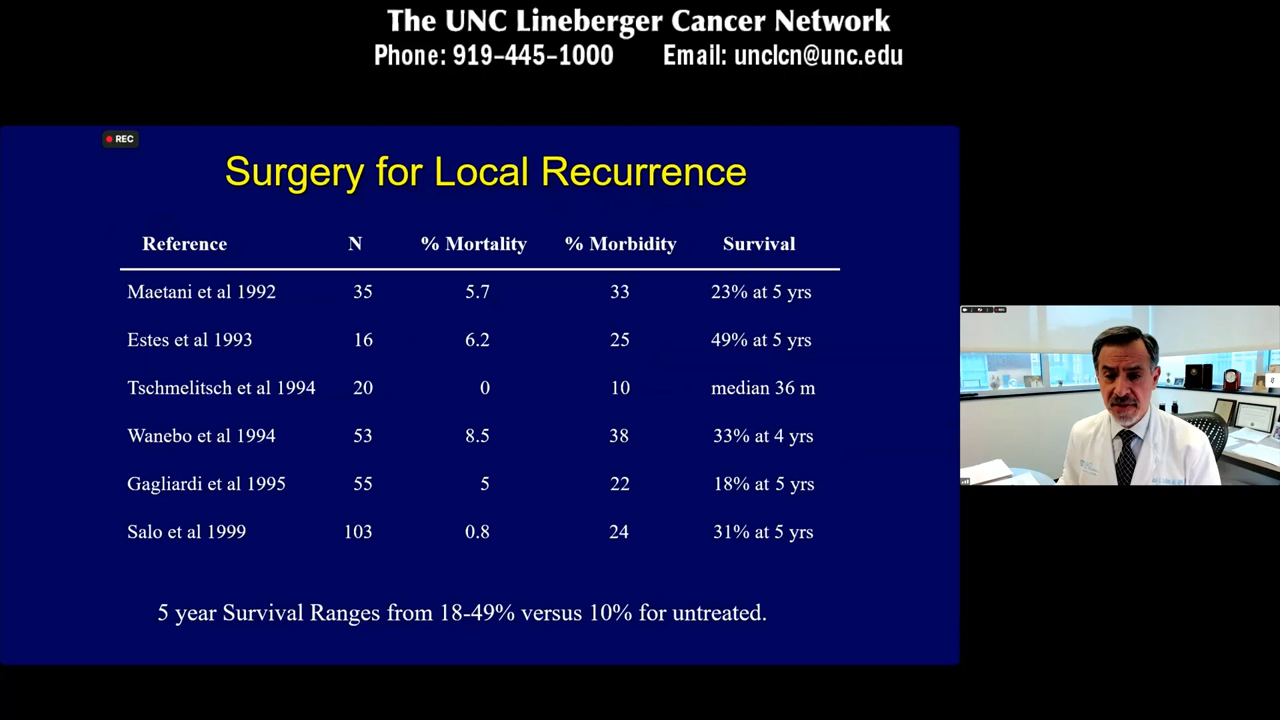 The UNC Lineberger Cancer Network
Phone: 919-445-1000 Email: unclcn@unc.edu
REC
Surgery for Local Recurrence
Reference N % Mortality % Morbidity Survival
Maetani et al 1992 35 5.7 33 23% at 5 yrs
Estes et al 1993 16 6.2 25 49% at 5 yrs
Tschmelitsch et al 1994 20 0 10 median 36 m
Wanebo et al 1994 53 8.5 38 33% at 4 yrs
Gagliardi et al 1995 55 5 22 18% at 5 yrs
Salo et al 1999 103 0.8 24 31% at 5 yrs
5 year Survival Ranges from 18-49% versus 10% for untreated.